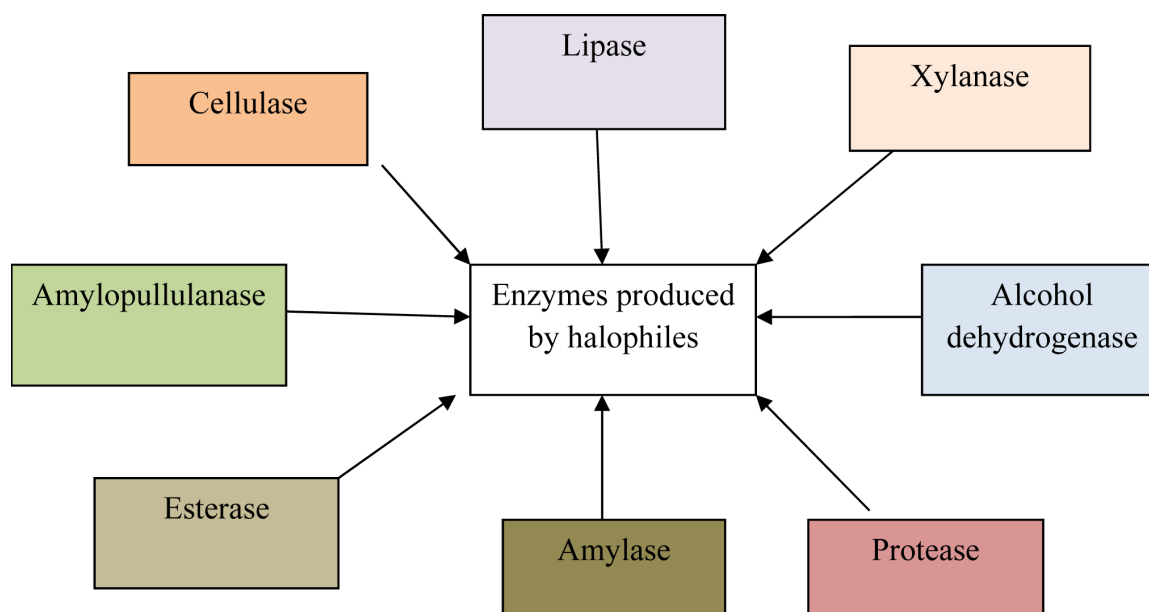 Lipase
Xylanase
Cellulase
Amylopullulanase
Enzymes produced
by halophiles
Alcohol
dehydrogenase
Esterase
Amylase
Protease